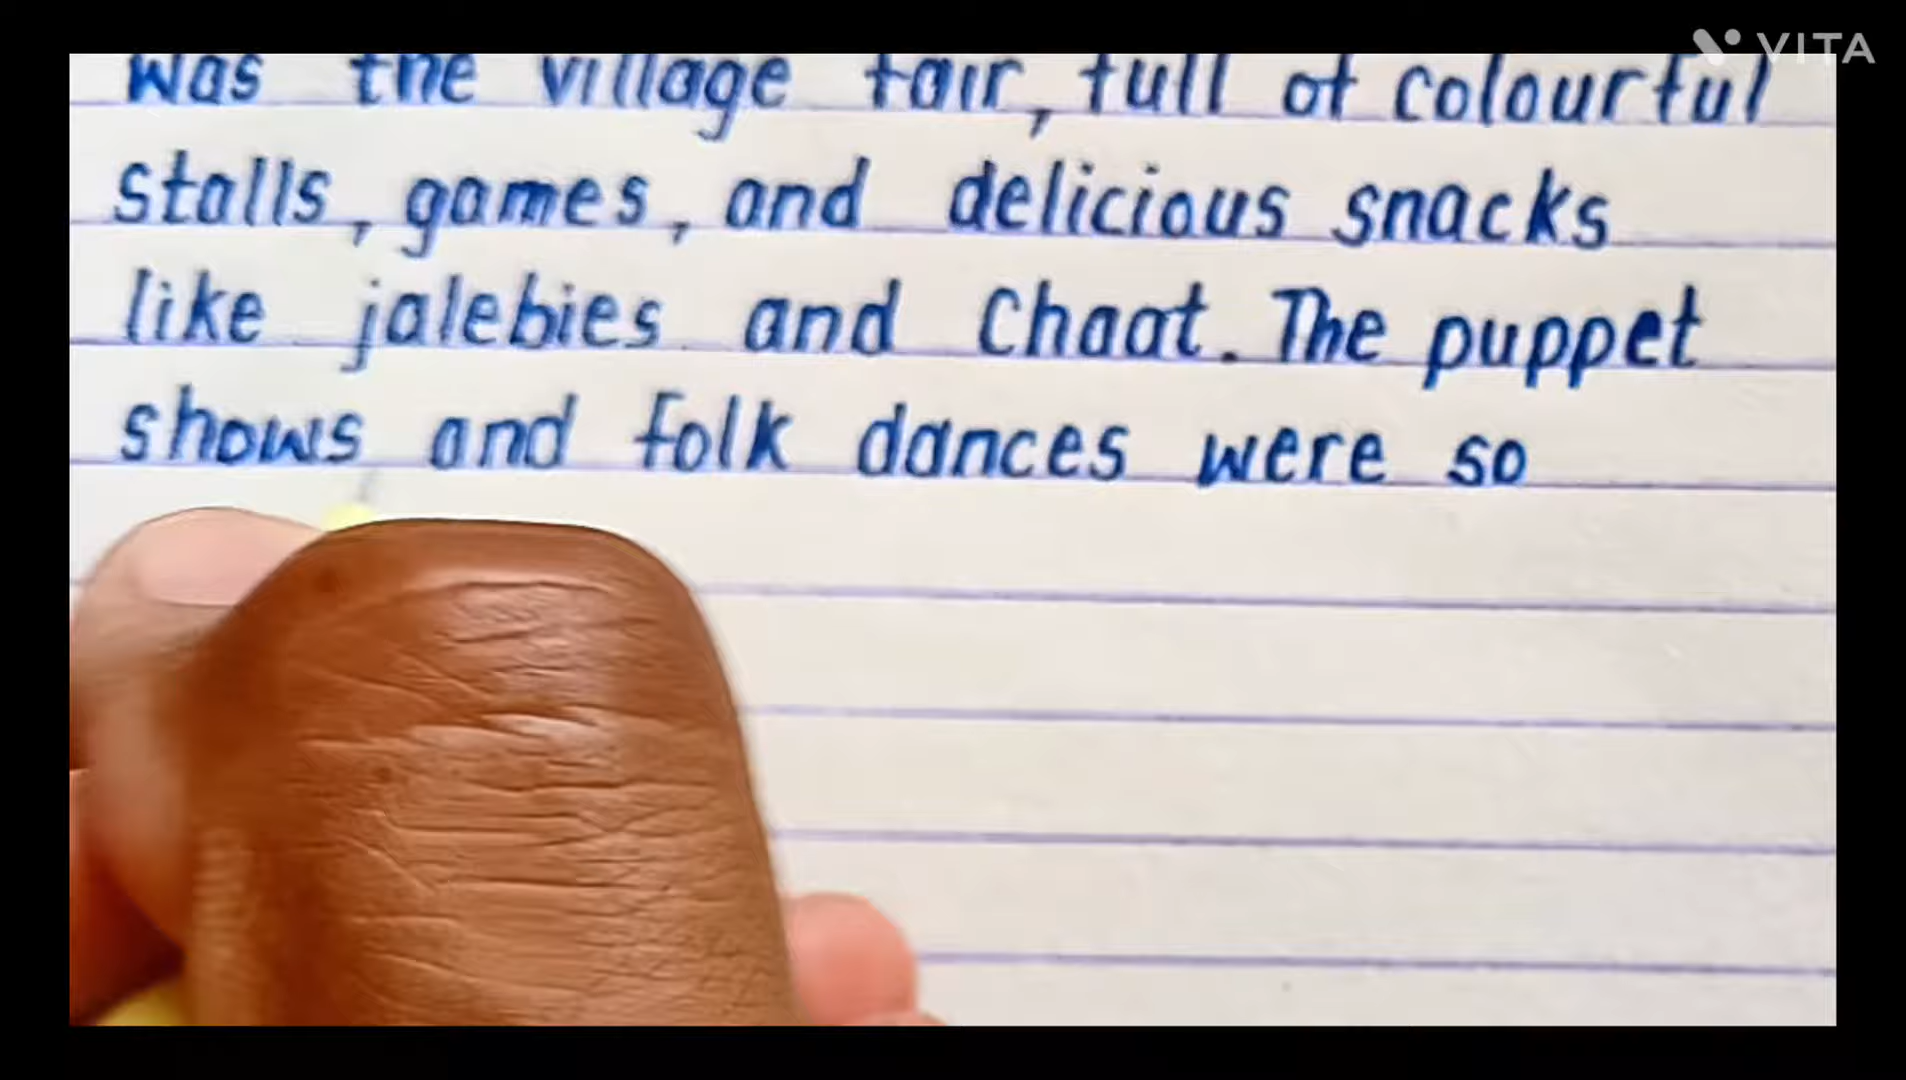 VITA
was the village fair, full of colourful
stalls, games, and delicious snacks
like jalebies and Chaat. The puppet
shows and folk dances were so